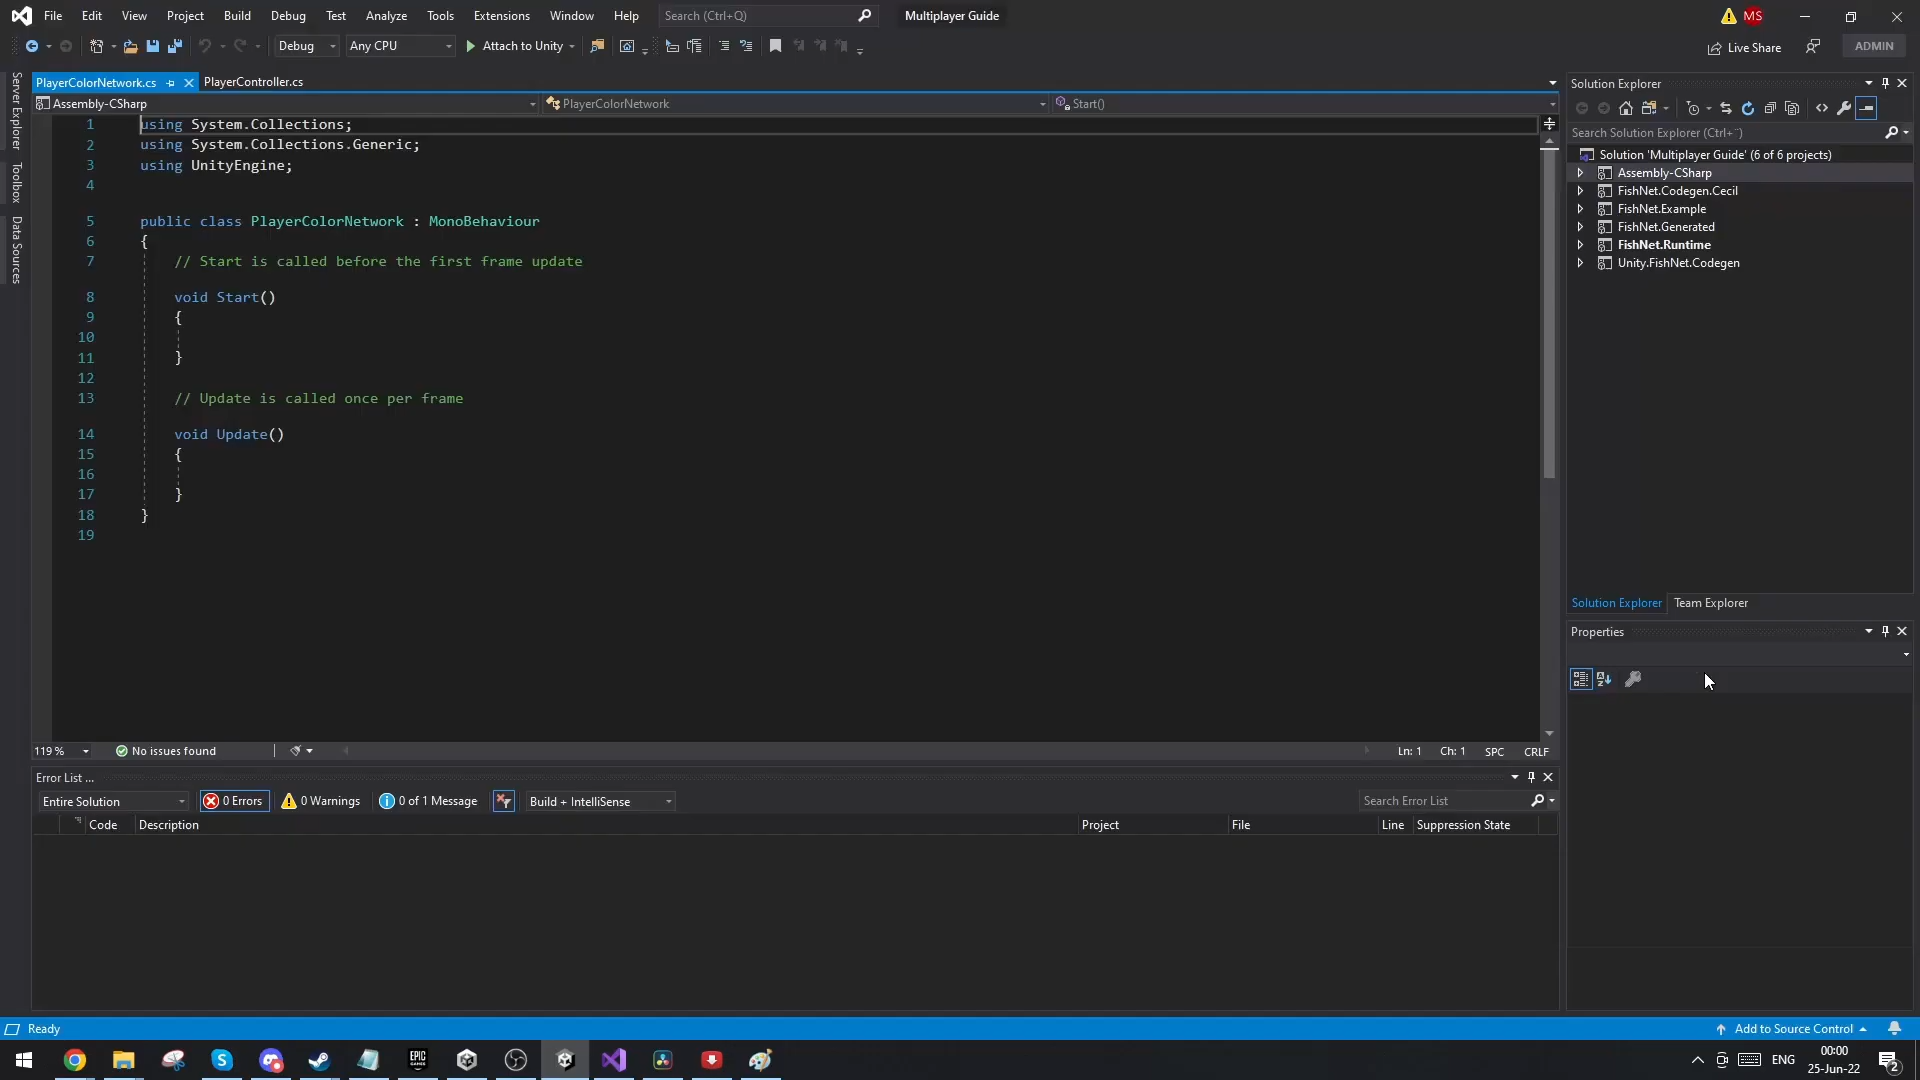 File Edit View Project Build Debug Test Analyze Tools Extensions Window Help Search (Ctrl+Q) Multiplayer Guide MS
Debug Any CPU Attach to Unity Live Share ADMIN
Server Explorer
Toolbox
Data Sources
PlayerColorNetwork.cs PlayerController.cs
Assembly-CSharp PlayerColorNetwork Start()
1 using System.Collections;
2 using System.Collections.Generic;
3 using UnityEngine;
4
5 public class PlayerColorNetwork : MonoBehaviour
6 {
7 // Start is called before the first frame update
8 void Start()
9 {
10
11 }
12
13 // Update is called once per frame
14 void Update()
15 {
16
17 }
18 }
19
119 % No issues found Ln: 1 Ch: 1 SPC CRLF
Error List ...
Entire Solution 0 Errors 0 Warnings 0 of 1 Message Build + IntelliSense Search Error List
Code Description Project File Line Suppression State
Solution Explorer
Search Solution Explorer (Ctrl+¨)
Solution 'Multiplayer Guide' (6 of 6 projects)
Assembly-CSharp
FishNet.Codegen.Cecil
FishNet.Example
FishNet.Generated
FishNet.Runtime
Unity.FishNet.Codegen
Solution Explorer Team Explorer
Properties
Ready Add to Source Control
EPIC GAMES
ENG 00:00
25-Jun-22 2